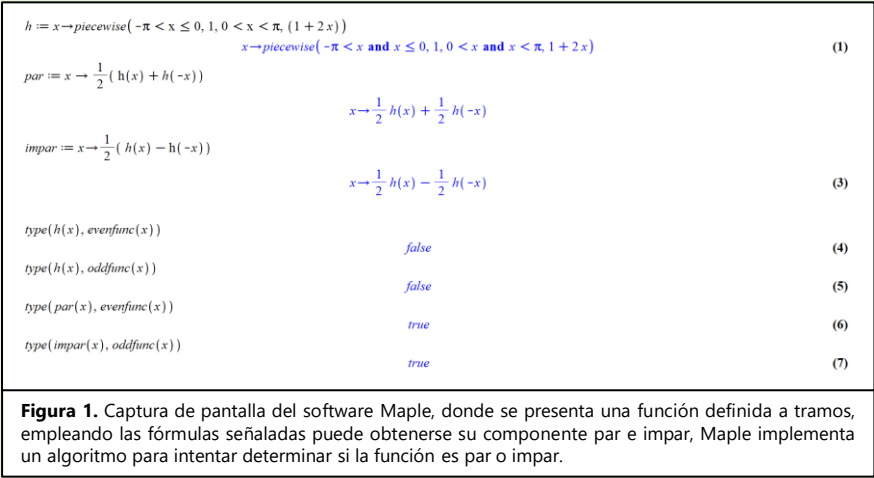 h := x→piecewise(-π < x ≤ 0, 1, 0 < x < π, (1 + 2 x))
x→piecewise(-π < x and x ≤ 0, 1, 0 < x and x < π, 1 + 2 x) (1)
par := x → 1/2 ( h(x) + h(-x))
x→ 1/2 h(x) + 1/2 h(-x)
impar := x→ 1/2 ( h(x) - h(-x))
x→ 1/2 h(x) - 1/2 h(-x) (3)
type(h(x), evenfunc(x))
false (4)
type(h(x), oddfunc(x))
false (5)
type(par(x), evenfunc(x))
true (6)
type(impar(x), oddfunc(x))
true (7)
Figura 1. Captura de pantalla del software Maple, donde se presenta una función definida a tramos,
empleando las fórmulas señaladas puede obtenerse su componente par e impar, Maple implementa
un algoritmo para intentar determinar si la función es par o impar.